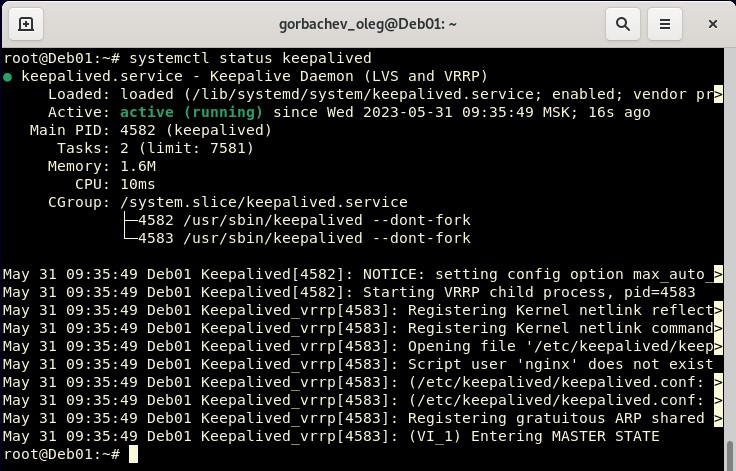 gorbachev_oleg@Deb01: ~
root@Deb01:~# systemctl status keepalived
● keepalived.service - Keepalive Daemon (LVS and VRRP)
     Loaded: loaded (/lib/systemd/system/keepalived.service; enabled; vendor pr>
     Active: active (running) since Wed 2023-05-31 09:35:49 MSK; 16s ago
   Main PID: 4582 (keepalived)
      Tasks: 2 (limit: 7581)
     Memory: 1.6M
        CPU: 10ms
     CGroup: /system.slice/keepalived.service
             ├─4582 /usr/sbin/keepalived --dont-fork
             └─4583 /usr/sbin/keepalived --dont-fork
May 31 09:35:49 Deb01 Keepalived[4582]: NOTICE: setting config option max_auto_>
May 31 09:35:49 Deb01 Keepalived[4582]: Starting VRRP child process, pid=4583
May 31 09:35:49 Deb01 Keepalived_vrrp[4583]: Registering Kernel netlink reflect>
May 31 09:35:49 Deb01 Keepalived_vrrp[4583]: Registering Kernel netlink command>
May 31 09:35:49 Deb01 Keepalived_vrrp[4583]: Opening file '/etc/keepalived/keep>
May 31 09:35:49 Deb01 Keepalived_vrrp[4583]: Script user 'nginx' does not exist
May 31 09:35:49 Deb01 Keepalived_vrrp[4583]: (/etc/keepalived/keepalived.conf: >
May 31 09:35:49 Deb01 Keepalived_vrrp[4583]: (/etc/keepalived/keepalived.conf: >
May 31 09:35:49 Deb01 Keepalived_vrrp[4583]: Registering gratuitous ARP shared >
May 31 09:35:49 Deb01 Keepalived_vrrp[4583]: (VI_1) Entering MASTER STATE
root@Deb01:~#